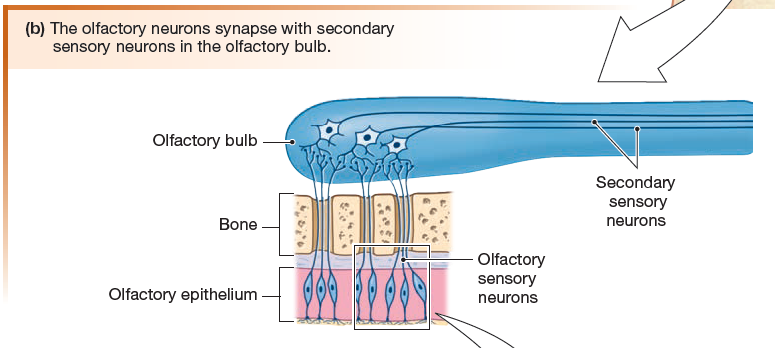 (b) The olfactory neurons synapse with secondary
sensory neurons in the olfactory bulb.
Olfactory bulb
Secondary
sensory
neurons
Bone
Olfactory
sensory
neurons
Olfactory epithelium